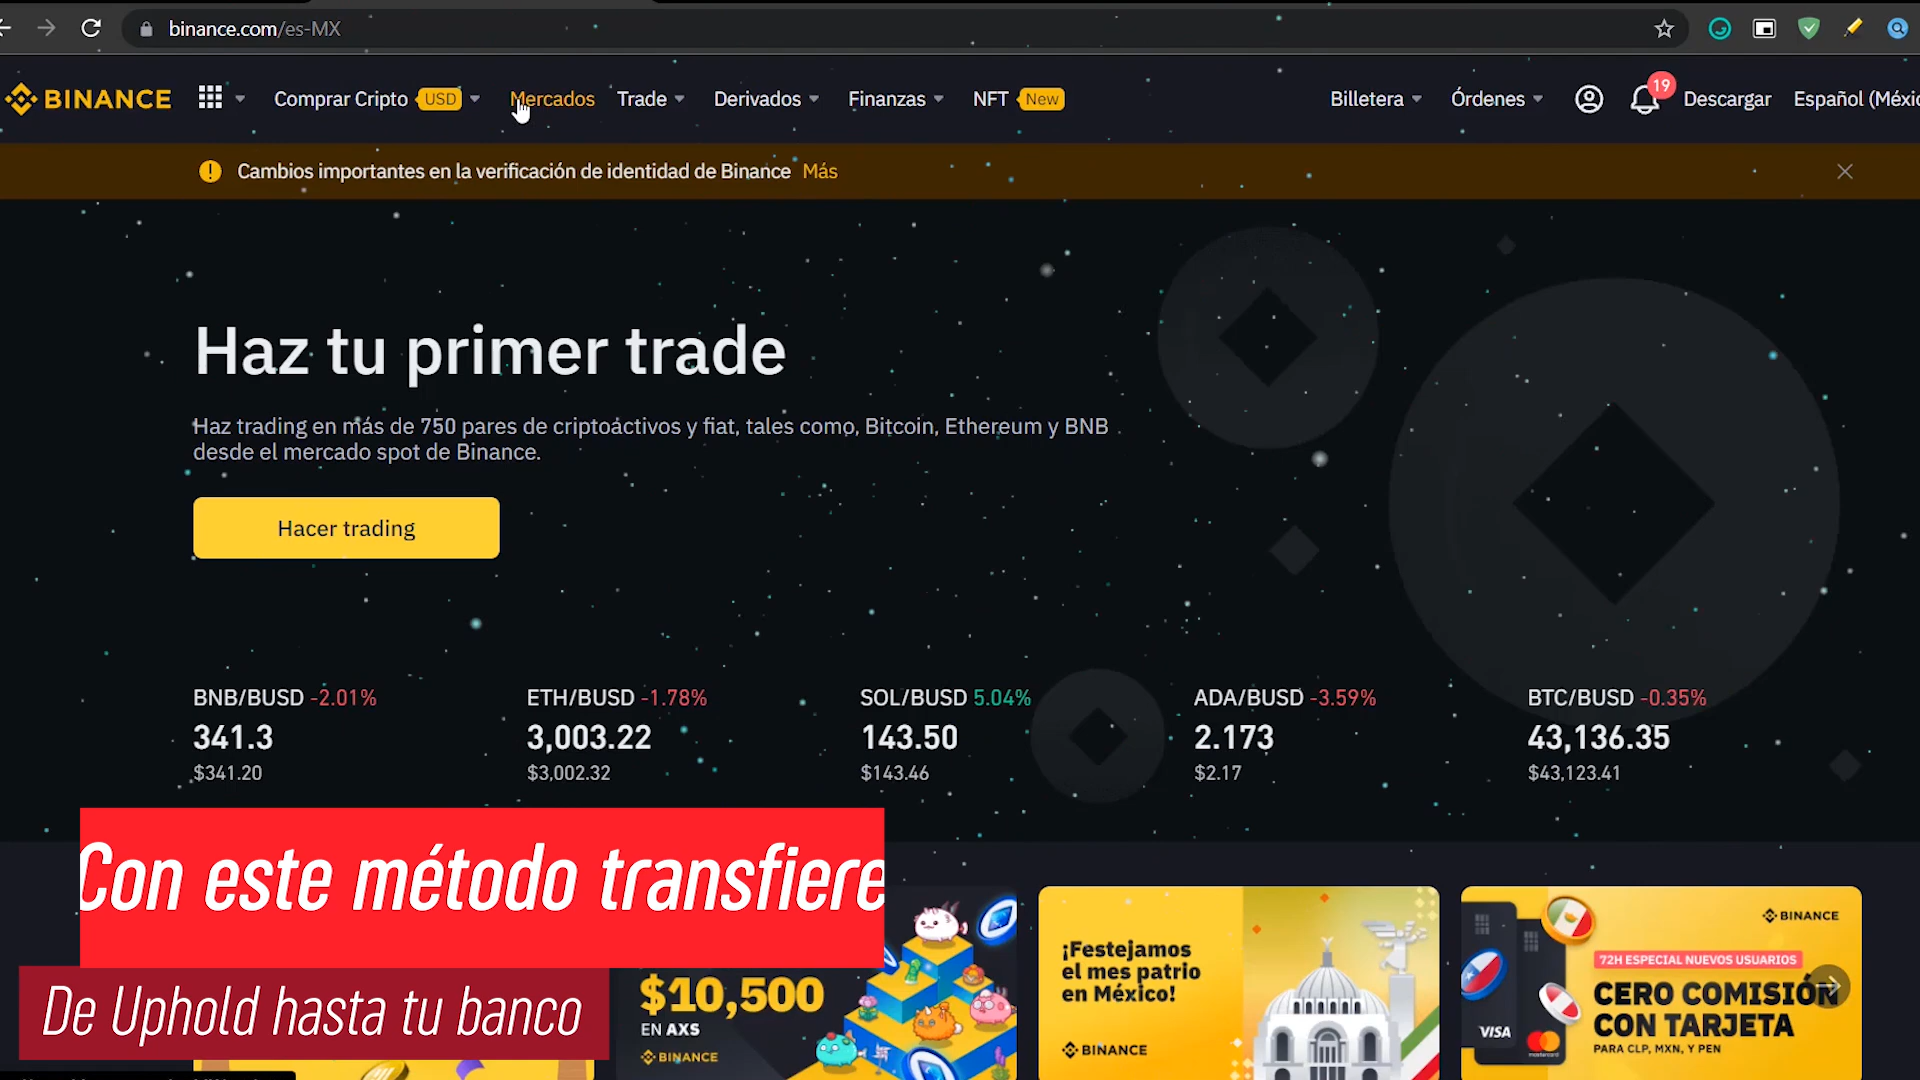 binance.com/es-MX
BINANCE
Comprar Cripto USD
Mercados
Trade
Derivados
Finanzas
NFT New
Billetera
Órdenes
19
Descargar
Español (Méxic
Cambios importantes en la verificación de identidad de Binance Más
Haz tu primer trade
Haz trading en más de 750 pares de criptoactivos y fiat, tales como, Bitcoin, Ethereum y BNB
desde el mercado spot de Binance.
Hacer trading
BNB/BUSD -2.01%
341.3
$341.20
ETH/BUSD -1.78%
3,003.22
$3,002.32
SOL/BUSD 5.04%
143.50
$143.46
ADA/BUSD -3.59%
2.173
$2.17
BTC/BUSD -0.35%
43,136.35
$43,123.41
Con este método transfiere
De Uphold hasta tu banco
$10,500
EN AXS
BINANCE
¡Festejamos
el mes patrio
en México!
BINANCE
BINANCE
72H ESPECIAL NUEVOS USUARIOS
CERO COMISIÓN
CON TARJETA
PARA CLP, MXN, Y PEN
VISA
mastercard